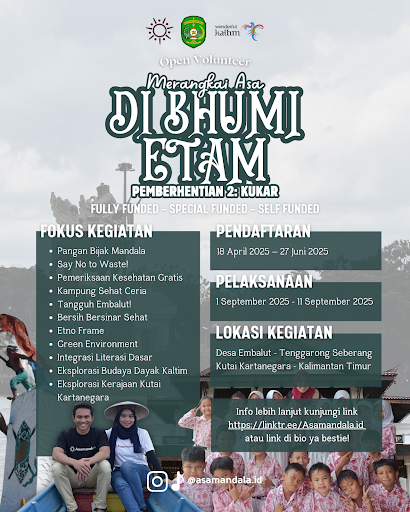 wonderful
kaltim
Open Volunteer
Merangkai Asa
DI BHUMI
ETAM
PEMBERHENTIAN 2: KUKAR
FULLY FUNDED - SPECIAL FUNDED - SELF FUNDED
FOKUS KEGIATAN
Pangan Bijak Mandala
Say No to Waste!
Pemeriksaan Kesehatan Gratis
Kampung Sehat Ceria
Tangguh Embalut!
Bersih Bersinar Sehat
Etno Frame
Green Environment
Integrasi Literasi Dasar
Eksplorasi Budaya Dayak Kaltim
Eksplorasi Kerajaan Kutai
Kartanegara
PENDAFTARAN
18 April 2025 – 27 Juni 2025
PELAKSANAAN
1 September 2025 - 11 September 2025
LOKASI KEGIATAN
Desa Embalut - Tenggarong Seberang
Kutai Kartanegara - Kalimantan Timur
Info lebih lanjut kunjungi link
https://linktr.ee/Asamandala.id
atau link di bio ya bestie!
Asamandala
@asamandala.id